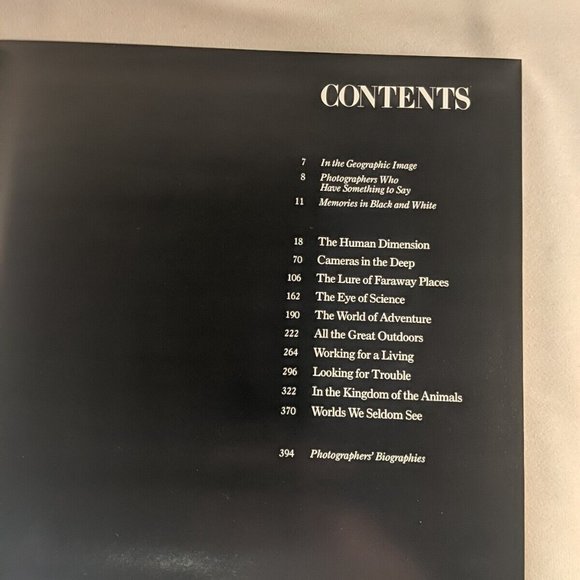 CONTENTS
7 In the Geographic Image
8 Photographers Who
Have Something to Say
11 Memories in Black and White
18 The Human Dimension
70 Cameras in the Deep
106 The Lure of Faraway Places
162 The Eye of Science
190 The World of Adventure
222 All the Great Outdoors
264 Working for a Living
296 Looking for Trouble
322 In the Kingdom of the Animals
370 Worlds We Seldom See
394 Photographers' Biographies